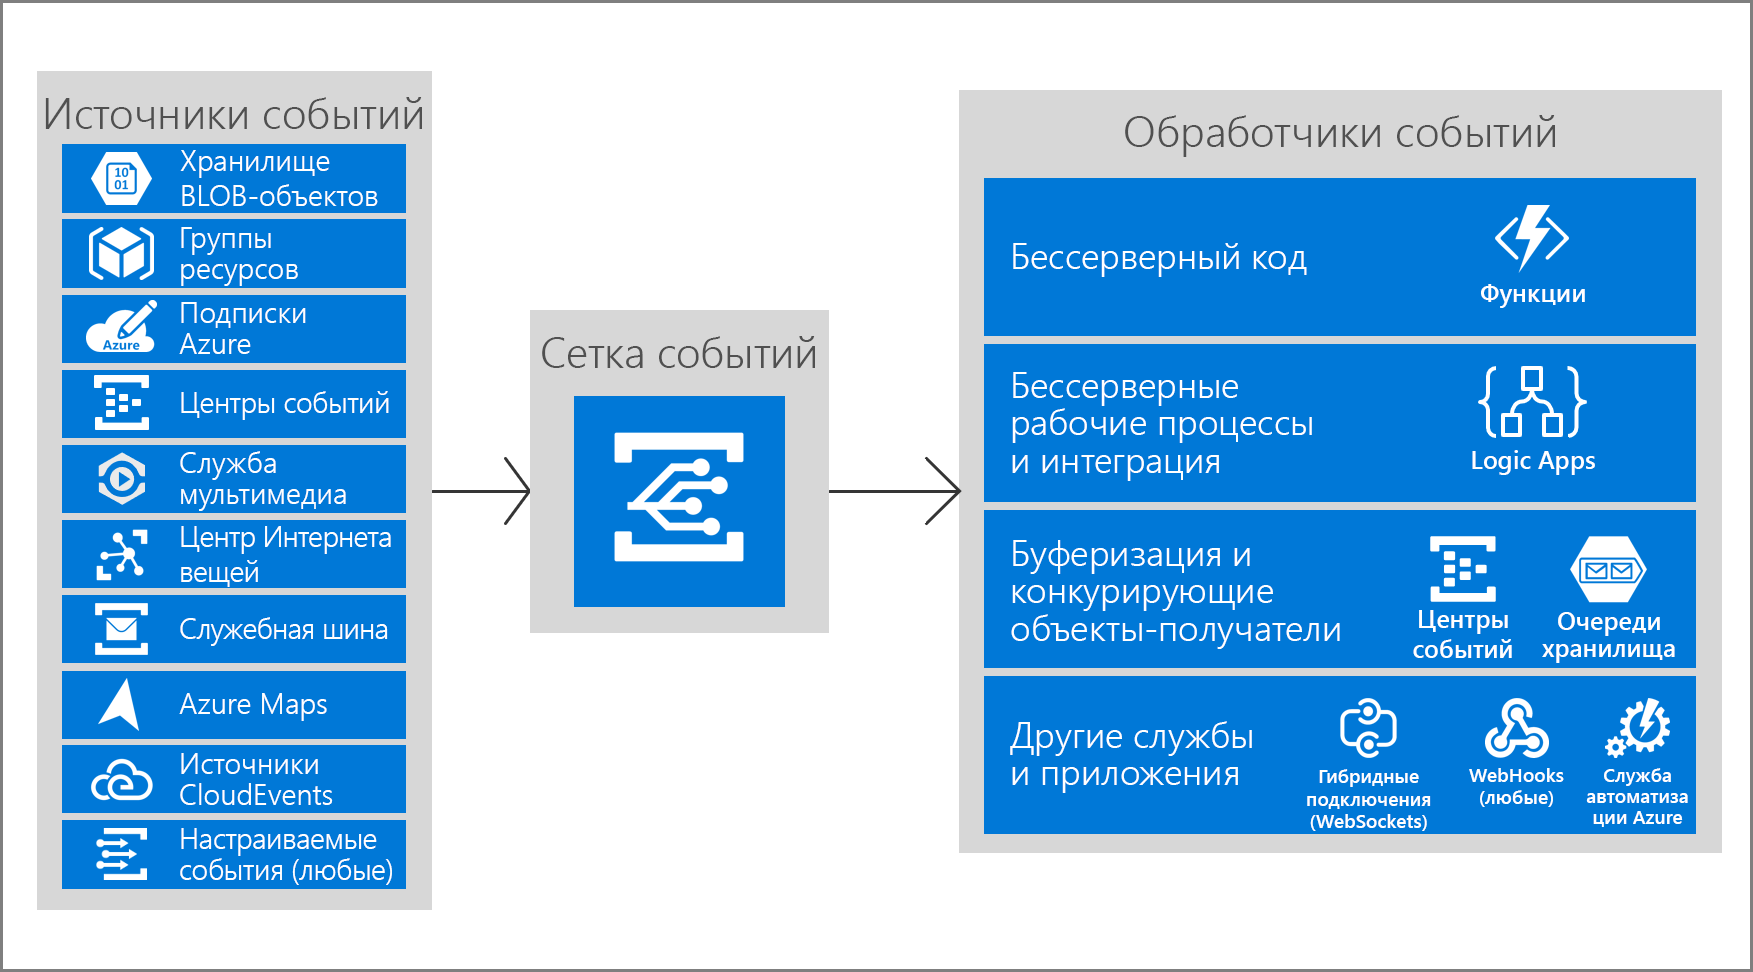 Источники событий
10
01
Хранилище
BLOB-объектов
Группы
ресурсов
Azure
Подписки
Azure
Центры событий
Служба
мультимедиа
Центр Интернета
вещей
Служебная шина
Azure Maps
Источники
CloudEvents
Настраиваемые
события (любые)
Сетка событий
Обработчики событий
Бессерверный код
Функции
Бессерверные
рабочие процессы
и интеграция
Logic Apps
Буферизация и
конкурирующие
объекты-получатели
Центры
событий
Очереди
хранилища
Другие службы
и приложения
Гибридные
подключения
(WebSockets)
WebHooks
(любые)
Служба
автоматиза
ции Azure